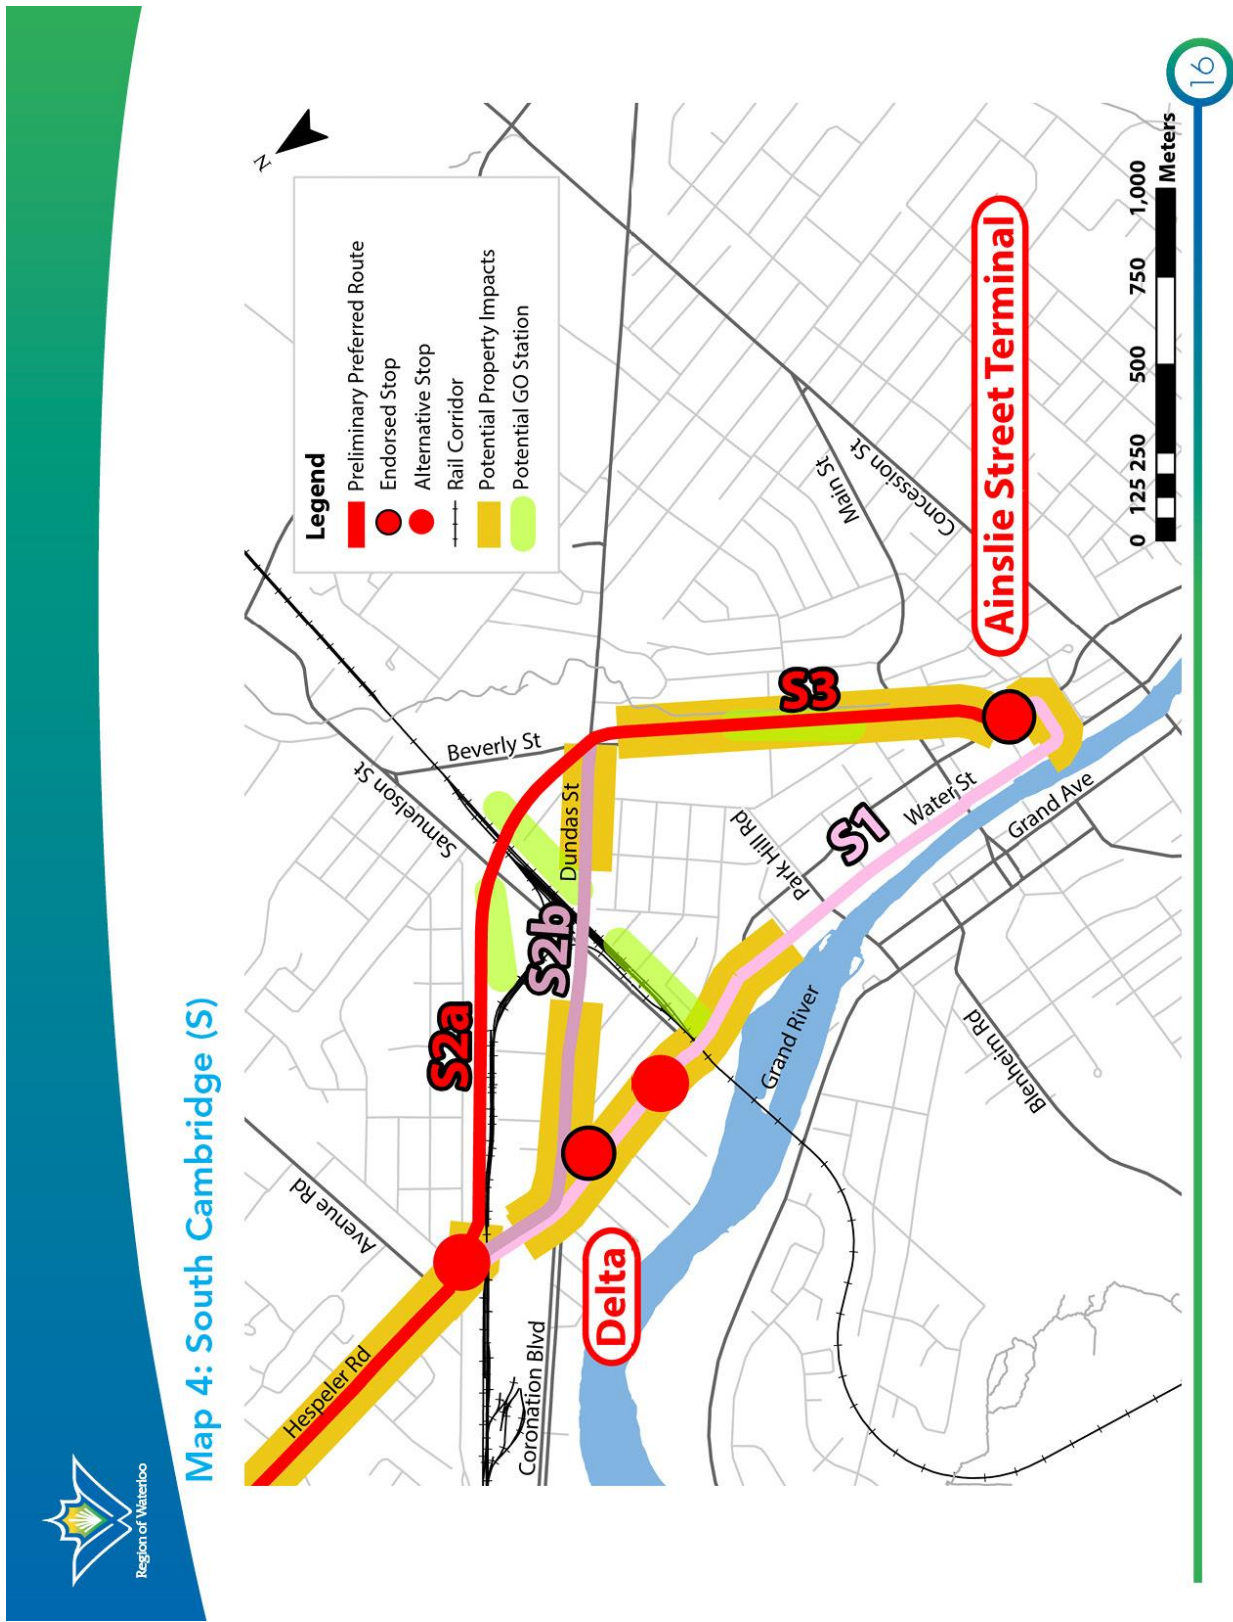 Region of Waterloo
Map 4: South Cambridge (S)
N
Legend
Preliminary Preferred Route
Endorsed Stop
Alternative Stop
Rail Corridor
Potential Property Impacts
Potential GO Station
Hespeler Rd
Avenue Rd
Samuelson St
Beverly St
S2a
S2b
Coronation Blvd
Dundas St
Delta
S3
Park Hill Rd
S1
Water St
Main St
Concession St
Grand River
Grand Ave
Blenheim Rd
Ainslie Street Terminal
0 125 250 500 750 1,000
Meters
16